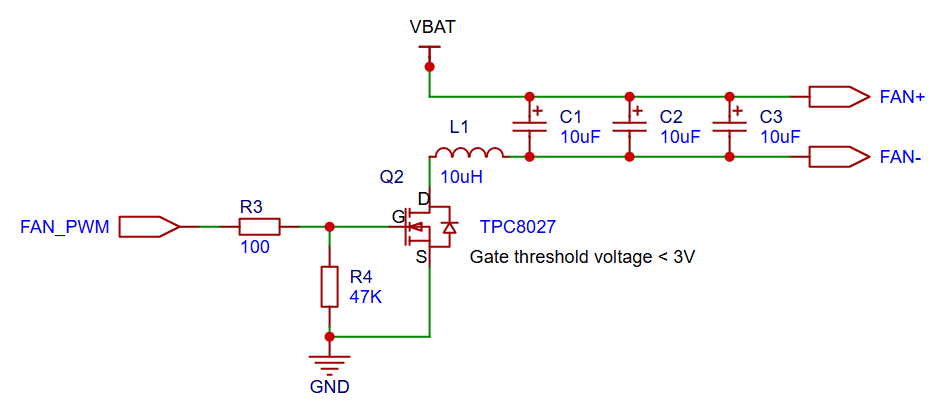 VBAT
FAN+
C1
10uF
C2
10uF
C3
10uF
L1
10uH
FAN-
Q2
D
G
S
TPC8027
Gate threshold voltage < 3V
FAN_PWM
R3
100
R4
47K
GND
+
+
+